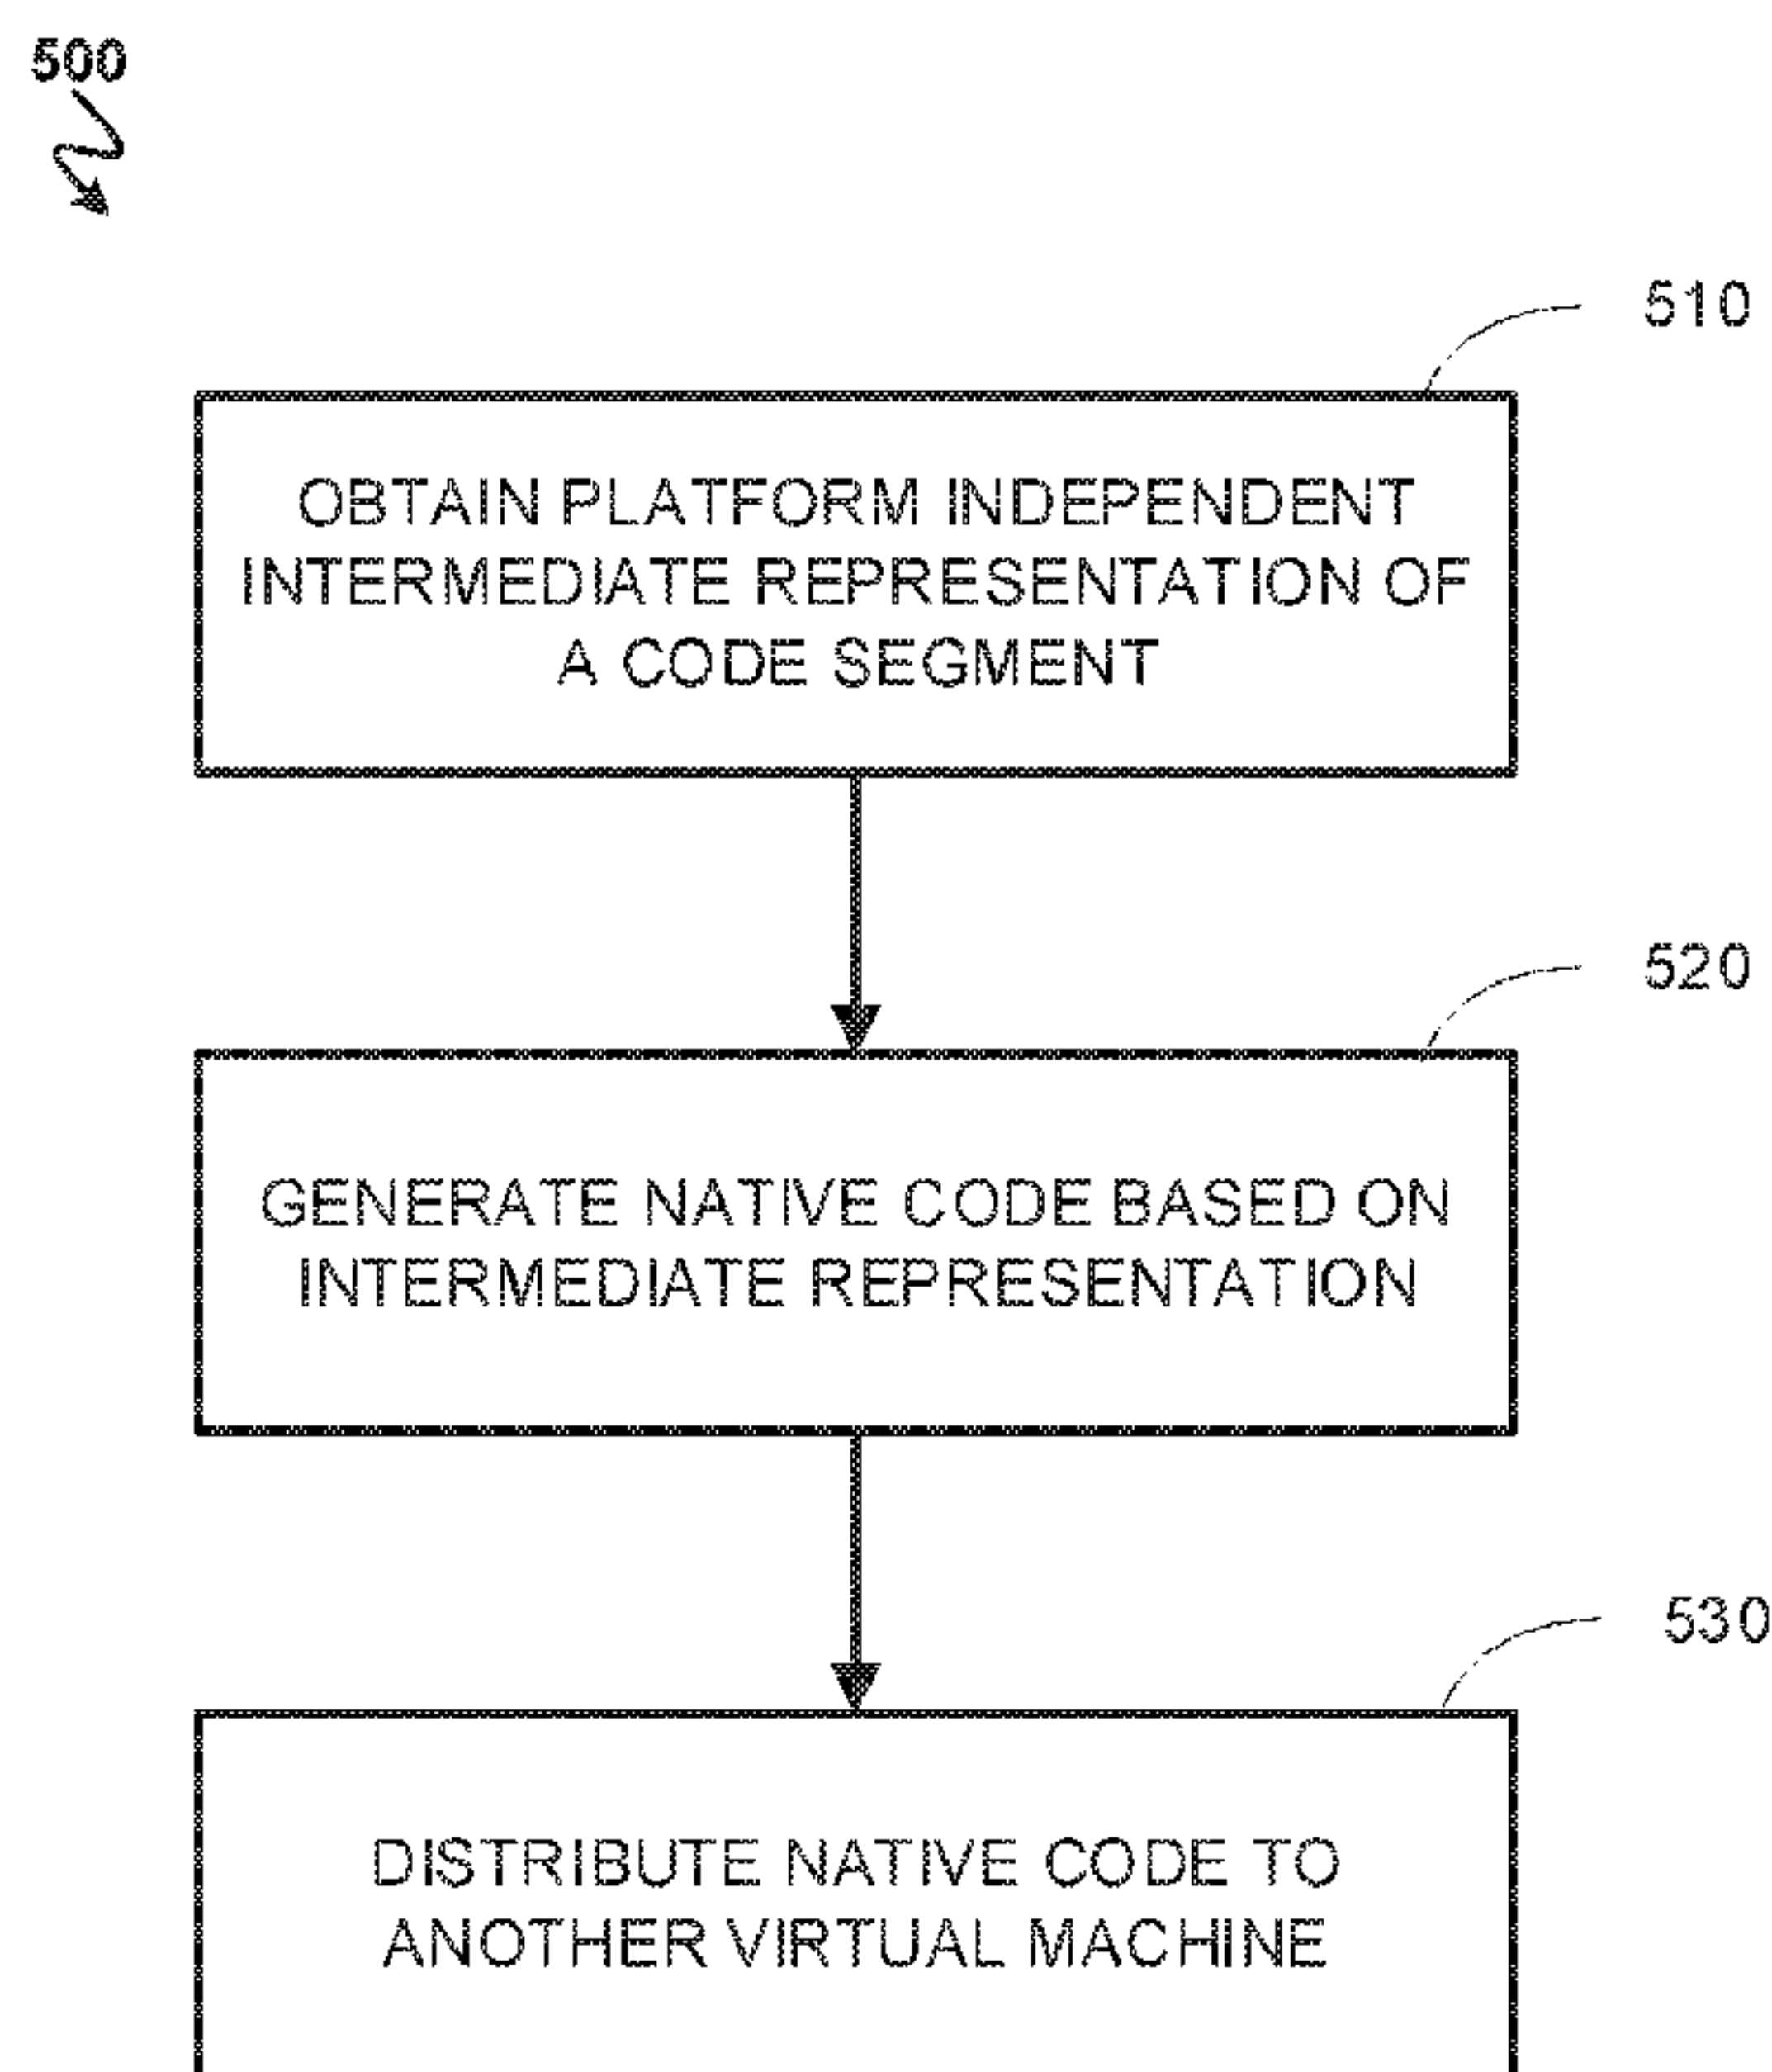 500
510
OBTAIN PLATFORM INDEPENDENT
INTERMEDIATE REPRESENTATION OF
A CODE SEGMENT
520
GENERATE NATIVE CODE BASED ON
INTERMEDIATE REPRESENTATION
530
DISTRIBUTE NATIVE CODE TO
ANOTHER VIRTUAL MACHINE